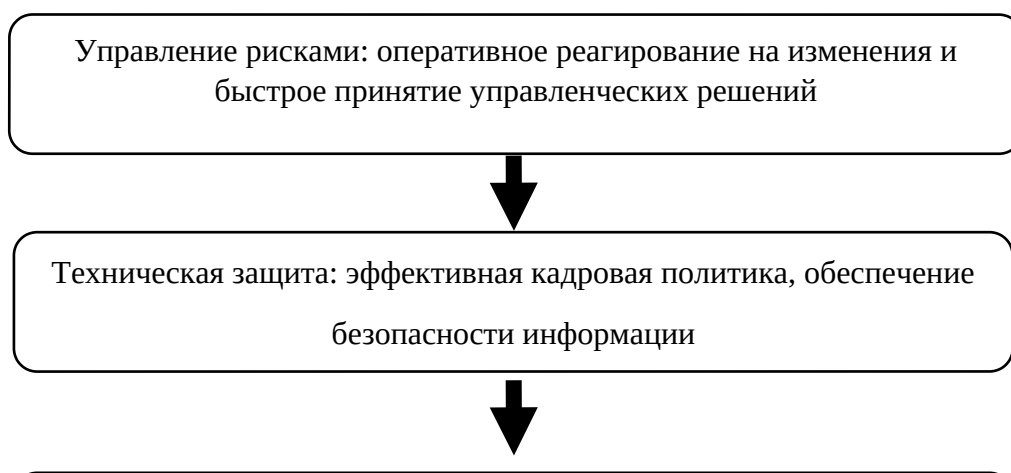 Управление рисками: оперативное реагирование на изменения и
быстрое принятие управленческих решений
Техническая защита: эффективная кадровая политика, обеспечение
безопасности информации